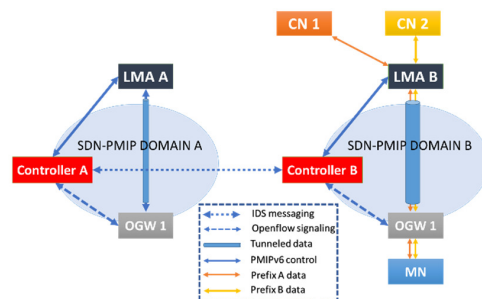 CN 1
CN 2
LMA A
LMA B
SDN-PMIP DOMAIN A
SDN-PMIP DOMAIN B
Controller A
Controller B
OGW 1
OGW 1
MN
IDS messaging
Openflow signaling
Tunneled data
PMIPv6 control
Prefix A data
Prefix B data